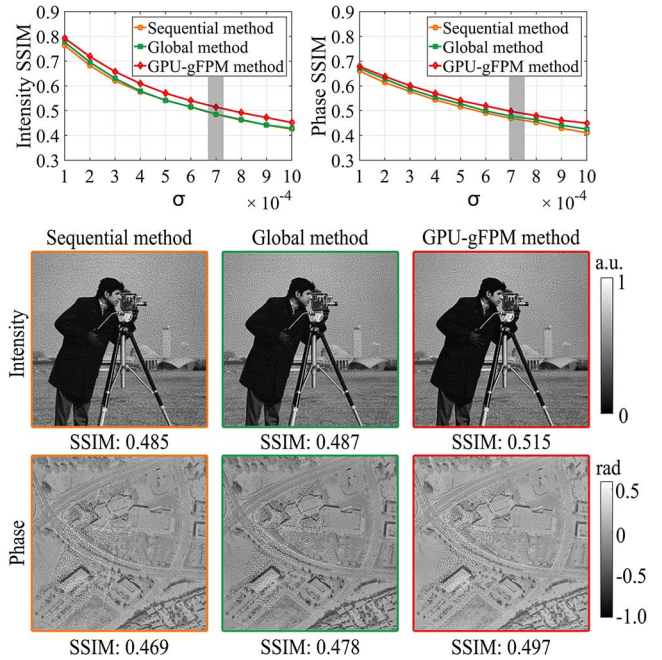 Intensity SSIM
0.9
0.8
0.7
0.6
0.5
0.4
0.3
Sequential method
Global method
GPU-gFPM method
1 2 3 4 5 6 7 8 9 10
σ
× 10⁻⁴
Phase SSIM
0.9
0.8
0.7
0.6
0.5
0.4
0.3
Sequential method
Global method
GPU-gFPM method
1 2 3 4 5 6 7 8 9 10
σ
× 10⁻⁴
Sequential method Global method GPU-gFPM method
a.u.
1
0
Intensity
SSIM: 0.485 SSIM: 0.487 SSIM: 0.515
rad
0.5
0
-0.5
-1.0
Phase
SSIM: 0.469 SSIM: 0.478 SSIM: 0.497